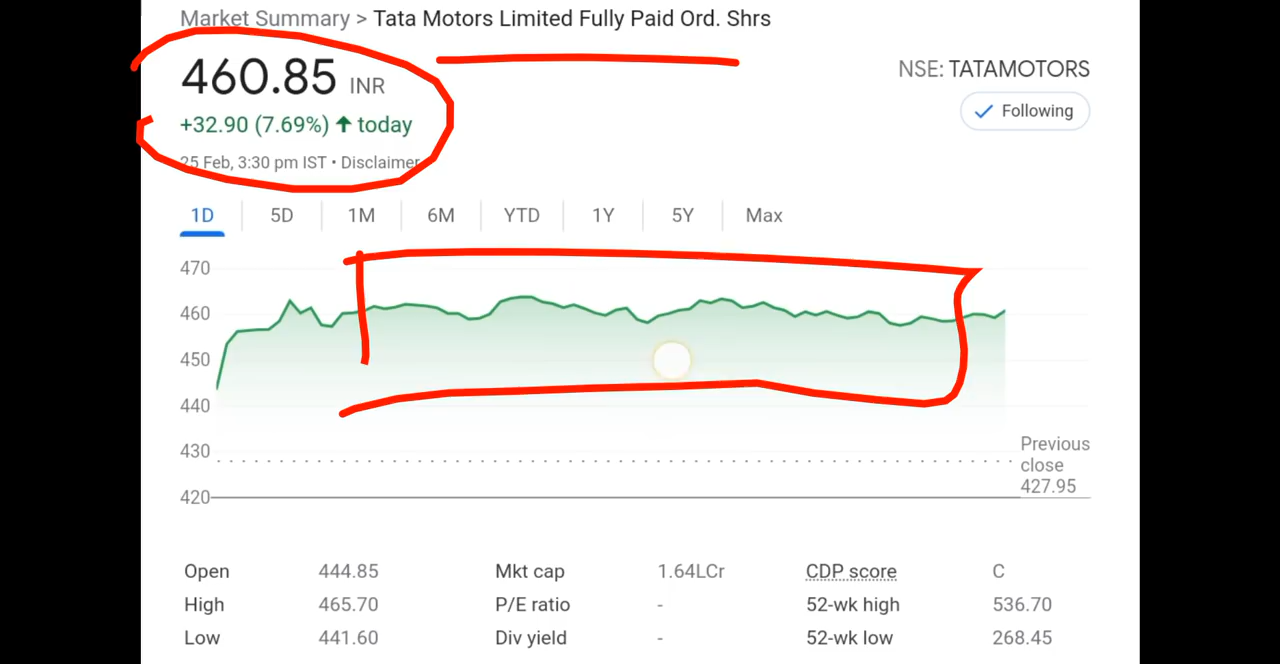 Market Summary > Tata Motors Limited Fully Paid Ord. Shrs
460.85 INR
NSE: TATAMOTORS
+32.90 (7.69%) ↑ today
✓ Following
25 Feb, 3:30 pm IST • Disclaimer
1D 5D 1M 6M YTD 1Y 5Y Max
470
460
450
440
430
420
Previous
close
427.95
Open 444.85 Mkt cap 1.64LCr CDP score C
High 465.70 P/E ratio - 52-wk high 536.70
Low 441.60 Div yield - 52-wk low 268.45